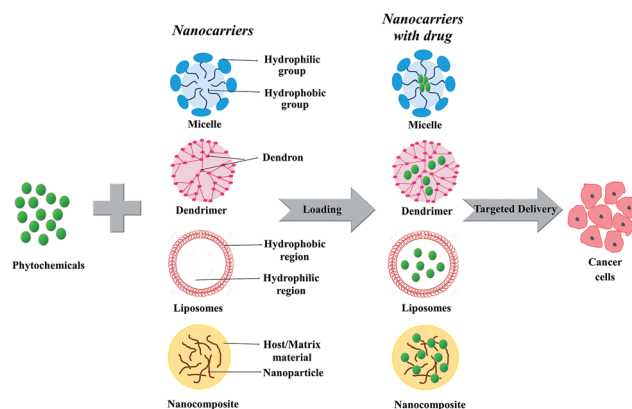 Nanocarriers
Nanocarriers
with drug
Hydrophilic
group
Hydrophobic
group
Micelle
Micelle
Dendron
Phytochemicals
Dendrimer
Loading
Dendrimer
Targeted Delivery
Cancer
cells
Hydrophobic
region
Hydrophilic
region
Liposomes
Liposomes
Host/Matrix
material
Nanoparticle
Nanocomposite
Nanocomposite